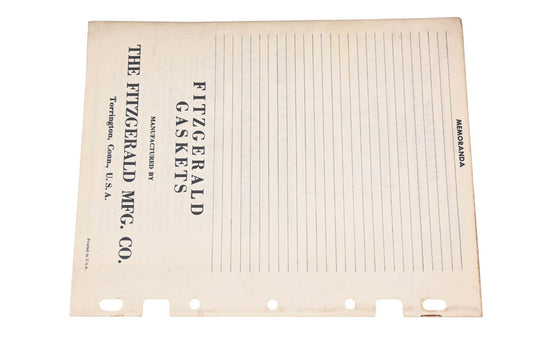 MEMORANDA
FITZGERALD
GASKETS
MANUFACTURED BY
THE FITZGERALD MFG. CO.
Torrington, Conn., U. S. A.
Printed in U.S.A.